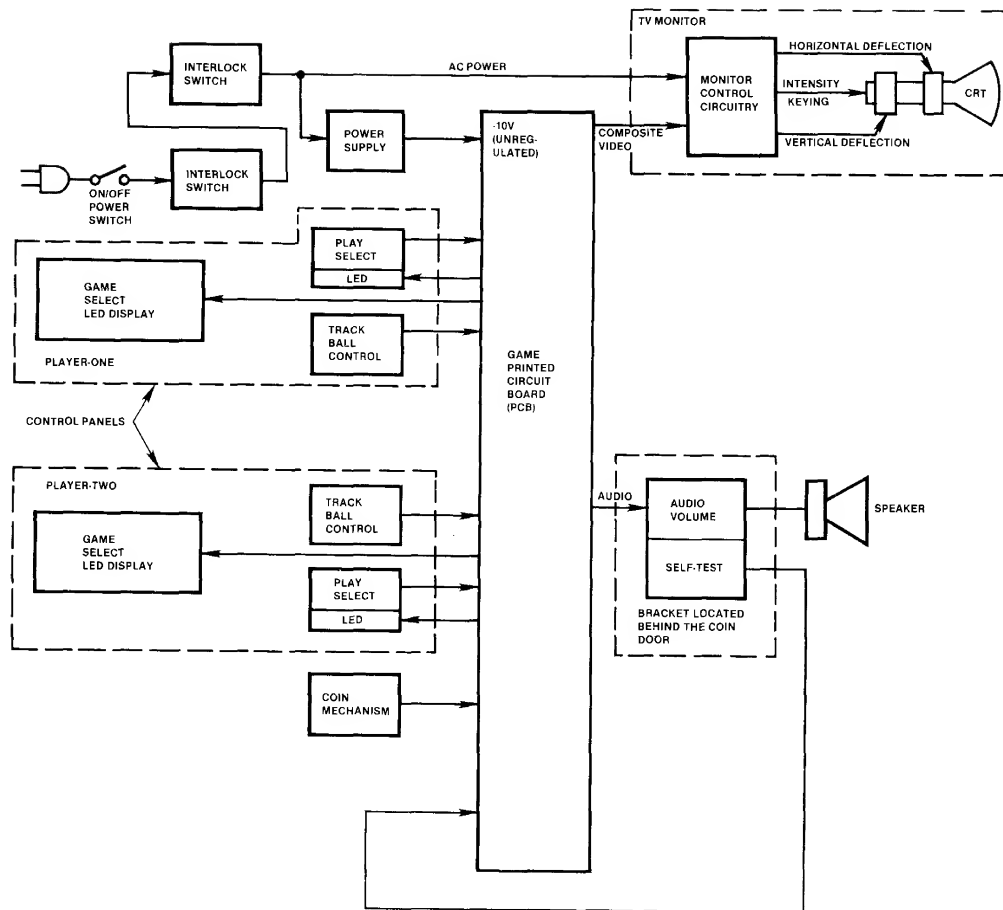 TV MONITOR
HORIZONTAL DEFLECTION
INTERLOCK
SWITCH
AC POWER
MONITOR
CONTROL
CIRCUITRY
INTENSITY
KEYING
CRT
VERTICAL DEFLECTION
POWER
SUPPLY
-10V
(UNREG-
ULATED)
COMPOSITE
VIDEO
ON/OFF
POWER
SWITCH
INTERLOCK
SWITCH
PLAY
SELECT
LED
GAME
SELECT
LED DISPLAY
TRACK
BALL
CONTROL
PLAYER-ONE
GAME
PRINTED
CIRCUIT
BOARD
(PCB)
CONTROL PANELS
PLAYER-TWO
TRACK
BALL
CONTROL
GAME
SELECT
LED DISPLAY
PLAY
SELECT
LED
AUDIO
AUDIO
VOLUME
SELF-TEST
SPEAKER
BRACKET LOCATED
BEHIND THE COIN
DOOR
COIN
MECHANISM